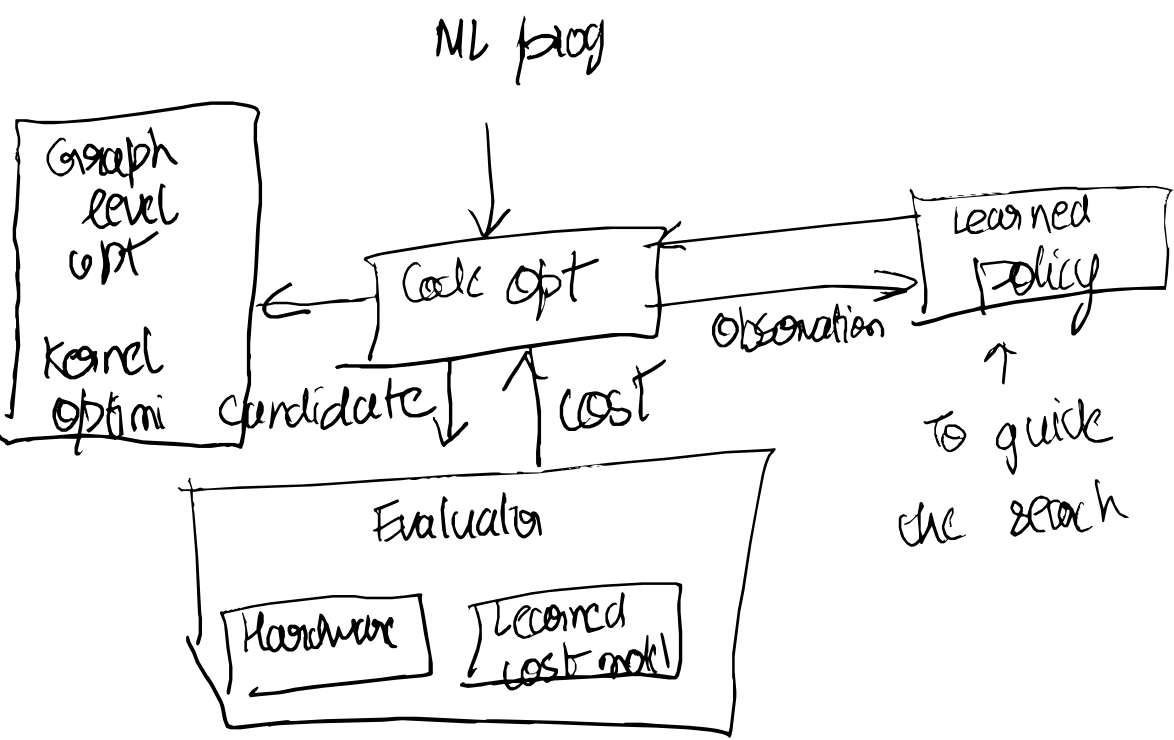 ML prog
Graph
level
opt
Kernel
optimi
Code opt
Learned
policy
Observation
candidate
cost
To guide
the search
Evaluator
Hardware
Learned
cost model